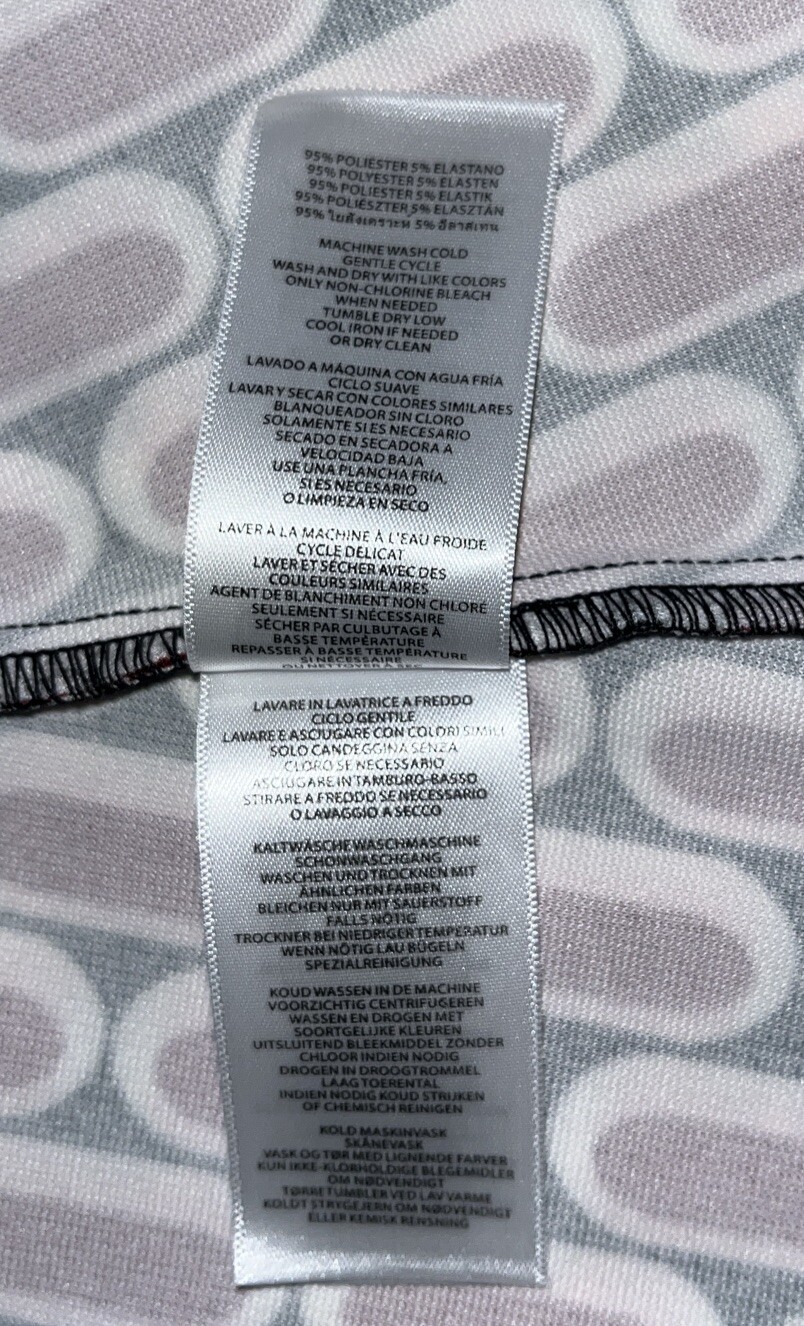 95% POLIESTER 5% ELASTANO
95% POLYESTER 5% ELASTEN
95% POLIESTER 5% ELASTIK
95% POLIÉSZTER 5% ELASZTÁN
95% ใยสังเคราะห์ 5% อีลาสเทน
MACHINE WASH COLD
GENTLE CYCLE
WASH AND DRY WITH LIKE COLORS
ONLY NON-CHLORINE BLEACH
WHEN NEEDED
TUMBLE DRY LOW
COOL IRON IF NEEDED
OR DRY CLEAN
LAVADO A MÁQUINA CON AGUA FRÍA
CICLO SUAVE
LAVAR Y SECAR CON COLORES SIMILARES
BLANQUEADOR SIN CLORO
SOLAMENTE SI ES NECESARIO
SECADO EN SECADORA A
VELOCIDAD BAJA
USE UNA PLANCHA FRÍA,
SI ES NECESARIO
O LIMPIEZA EN SECO
LAVER À LA MACHINE À L'EAU FROIDE
CYCLE DÉLICAT
LAVER ET SÉCHER AVEC DES
COULEURS SIMILAIRES
AGENT DE BLANCHIMENT NON CHLORÉ
SEULEMENT SI NÉCESSAIRE
SÉCHER PAR CULBUTAGE À
BASSE TEMPÉRATURE
REPASSER À BASSE TEMPÉRATURE
SI NÉCESSAIRE
OU NETTOYER À SEC
LAVARE IN LAVATRICE A FREDDO
CICLO GENTILE
LAVARE E ASCIUGARE CON COLORI SIMILI
SOLO CANDEGGINA SENZA
CLORO SE NECESSARIO
ASCIUGARE IN TAMBURO-BASSO
STIRARE A FREDDO SE NECESSARIO
O LAVAGGIO A SECCO
KALTWÄSCHE WASCHMASCHINE
SCHONWASCHGANG
WASCHEN UND TROCKNEN MIT
ÄHNLICHEN FARBEN
BLEICHEN NUR MIT SAUERSTOFF
FALLS NÖTIG
TROCKNER BEI NIEDRIGER TEMPERATUR
WENN NÖTIG LAU BÜGELN
SPEZIALREINIGUNG
KOUD WASSEN IN DE MACHINE
VOORZICHTIG CENTRIFUGEREN
WASSEN EN DROGEN MET
SOORTGELIJKE KLEUREN
UITSLUITEND BLEEKMIDDEL ZONDER
CHLOOR INDIEN NODIG
DROGEN IN DROOGTROMMEL
LAAG TOERENTAL
INDIEN NODIG KOUD STRIJKEN
OF CHEMISCH REINIGEN
KOLD MASKINVASK
SKÅNEVASK
VASK OG TØR MED LIGNENDE FARVER
KUN IKKE-KLORHOLDIGE BLEGEMIDLER
OM NØDVENDIGT
TØRRETUMBLER VED LAV VARME
KOLDT STRYGEJERN OM NØDVENDIGT
ELLER KEMISK RENSNING